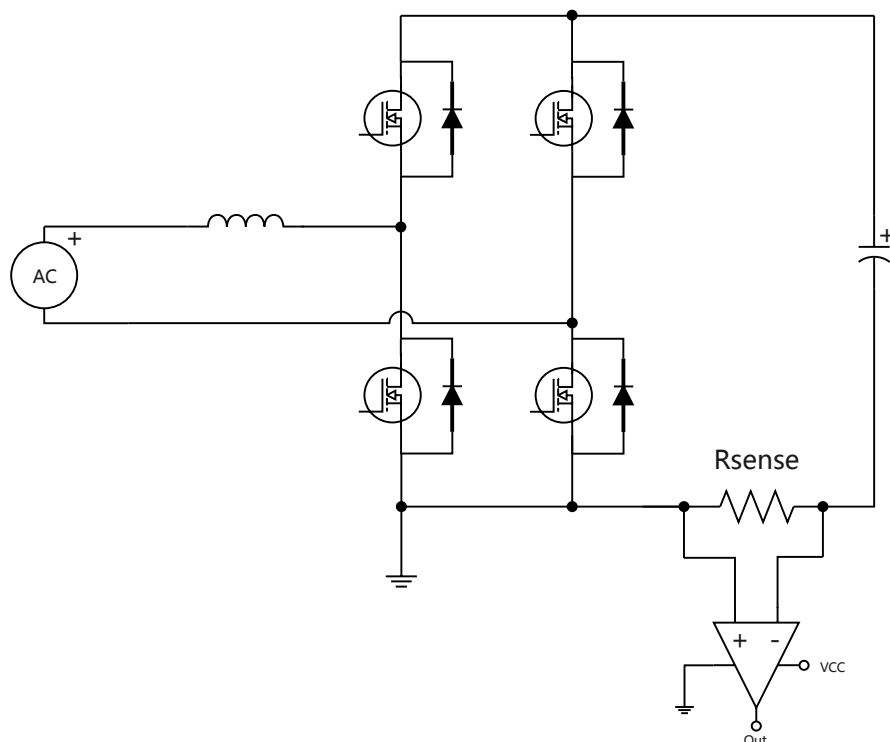 +
+
AC
Rsense
+ -
VCC
Out